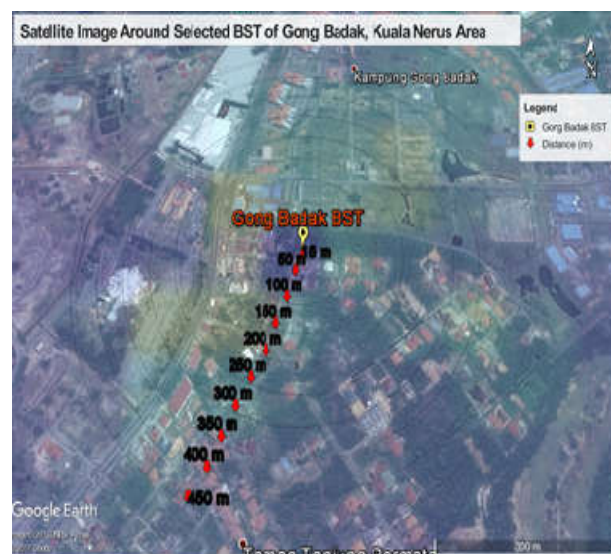 Satellite Image Around Selected BST of Gong Badak, Kuala Nerus Area
Kampung Gong Badak
Legend
Gong Badak BST
Distance (m)
Gong Badak BST
5 m
50 m
100 m
150 m
200 m
250 m
300 m
350 m
400 m
450 m
Google Earth